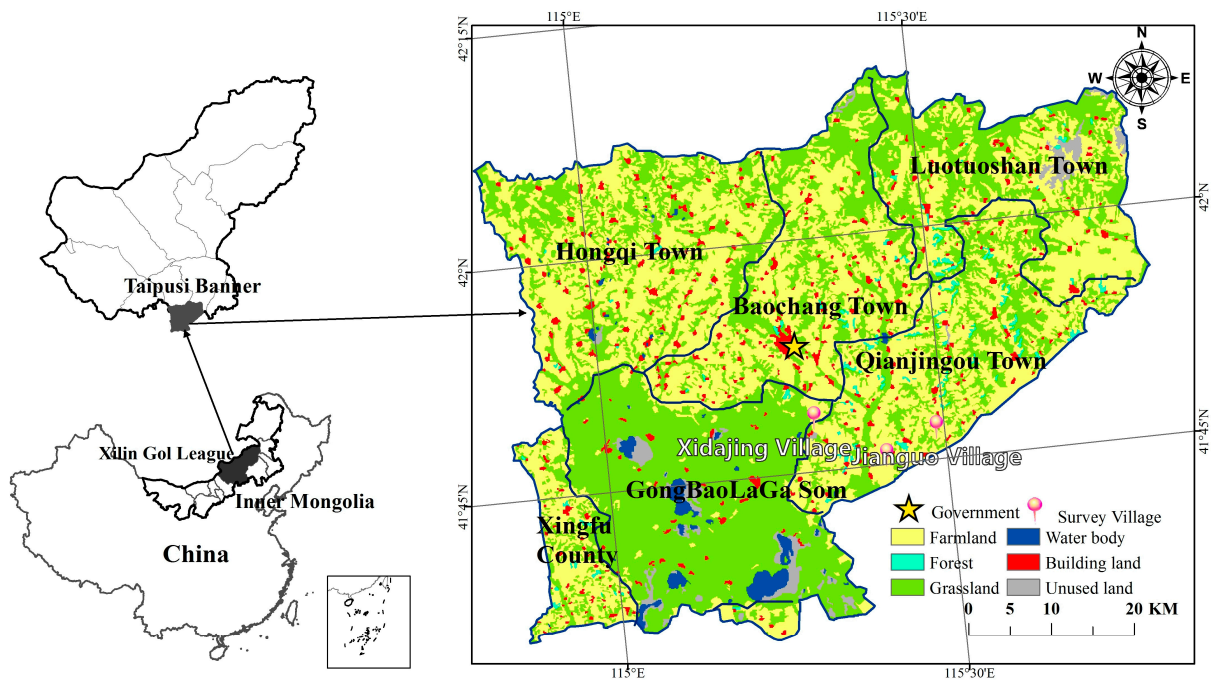 115°E
115°30'E
42°15'N
N
W
E
S
Luotuoshan Town
42°N
Hongqi Town
42°N
Taipusi Banner
Baochang Town
Qianjingou Town
41°45'N
Xidajing Village
Jianguo Village
Xilin Gol League
GongBaoLaGa Som
Inner Mongolia
41°45'N
Xingfu
County
China
Government
Survey Village
Farmland
Water body
Forest
Building land
Grassland
Unused land
0 5 10 20 KM
115°E
115°30'E